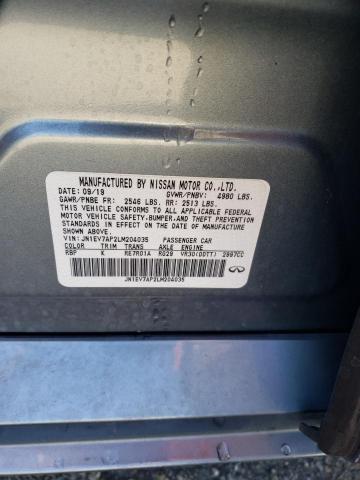 MANUFACTURED BY NISSAN MOTOR CO.,LTD.
DATE: 09/19 GVWR/PNBV: 4980 LBS.
GAWR/PNBE FR: 2546 LBS. RR: 2513 LBS.
THIS VEHICLE CONFORMS TO ALL APPLICABLE FEDERAL
MOTOR VEHICLE SAFETY,BUMPER,AND THEFT PREVENTION
STANDARDS IN EFFECT ON THE DATE OF MANUFACTURE
SHOWN ABOVE.
VIN: JN1EV7AP2LM204035 PASSENGER CAR
COLOR TRIM TRANS AXLE ENGINE
RBP K RE7R01A R029 VR30(DDTT) 2997CC
JN1EV7AP2LM204035